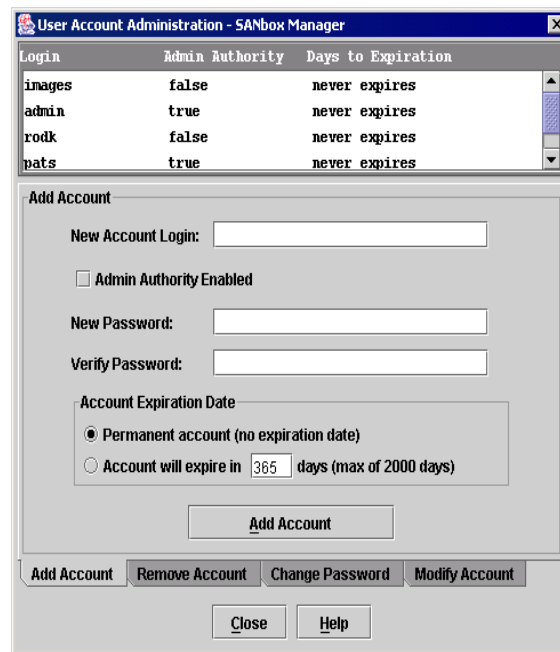 User Account Administration - SANbox Manager
Login Admin Authority Days to Expiration
images false never expires
admin true never expires
rodk false never expires
pats true never expires
Add Account
New Account Login:
Admin Authority Enabled
New Password:
Verify Password:
Account Expiration Date
Permanent account (no expiration date)
Account will expire in 365 days (max of 2000 days)
Add Account
Add Account Remove Account Change Password Modify Account
Close Help